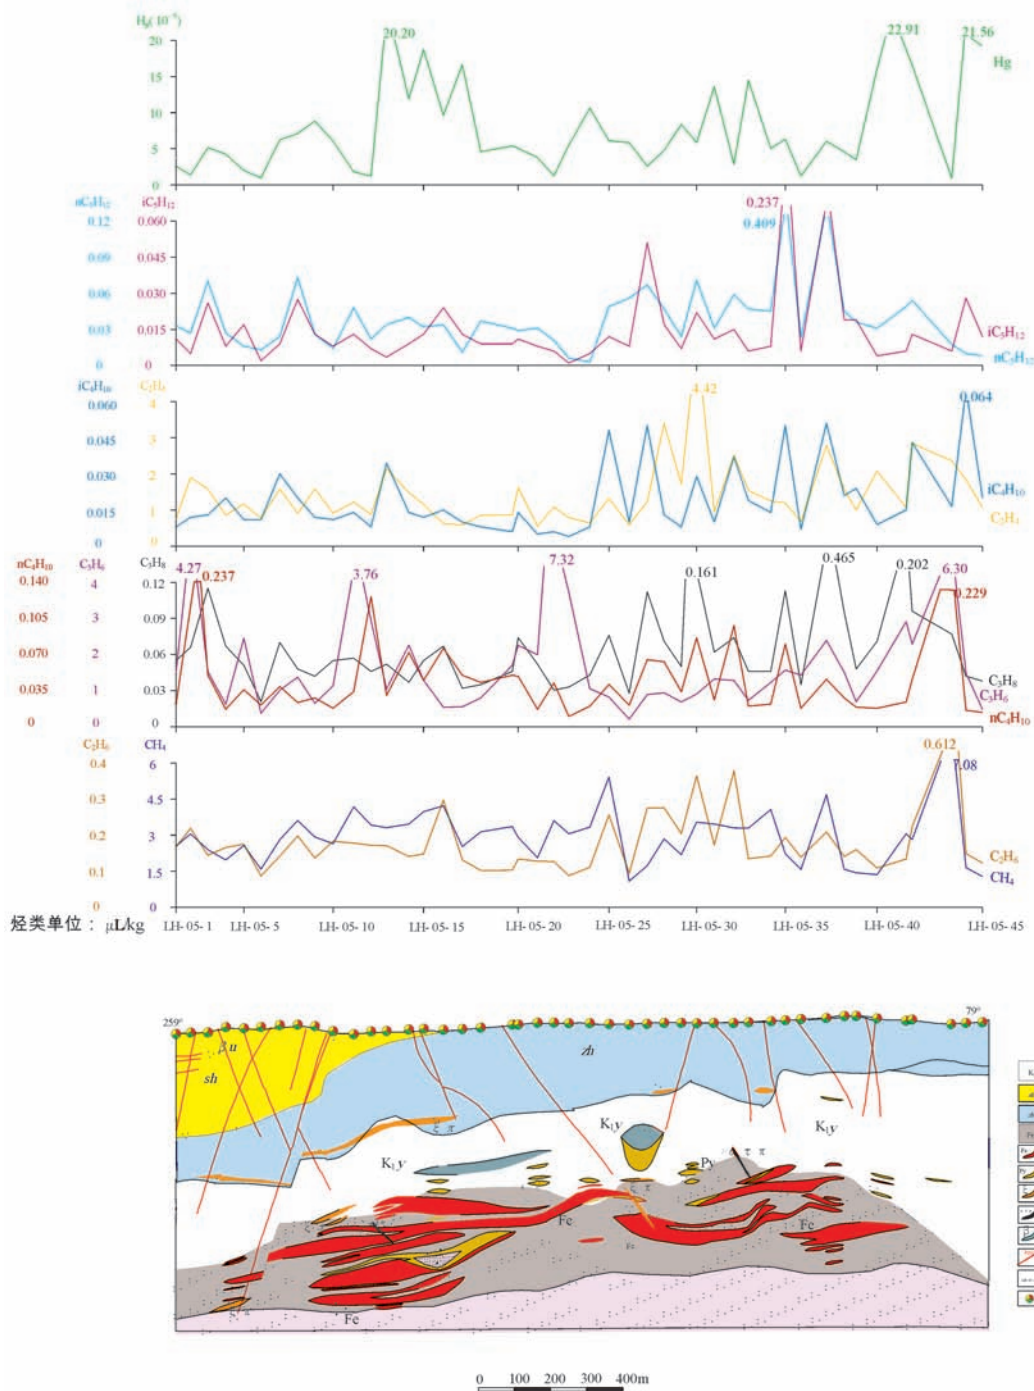 Hg(10⁻⁹)
20.20
22.91
21.56
20
Hg
15
10
5
0
nC₅H₁₂ iC₅H₁₂
0.237
0.12 0.060
0.409
0.09 0.045
0.06 0.030
0.03 0.015
iC₅H₁₂
0 0
nC₅H₁₂
iC₄H₁₀
4.42
0.064
0.060 4
0.045 3
0.030 2
iC₄H₁₀
0.015 1
0 0
nC₄H₁₀ C₃H₆ C₃H₈
4.27
0.237
3.76
7.32
0.161
0.465
0.202
6.30
0.229
0.140 4 0.12
0.105 3 0.09
0.070 2 0.06
0.035 1 0.03
C₃H₈
C₃H₆
0 0 0
nC₄H₁₀
C₂H₆ CH₄
0.612
7.08
0.4 6
0.3 4.5
0.2 3
0.1 1.5
C₂H₆
CH₄
0 0
烃类单位： μL/kg
LH-05-1 LH-05-5 LH-05-10 LH-05-15 LH-05-20 LH-05-25 LH-05-30 LH-05-35 LH-05-40 LH-05-45
259°
79°
βu
zh
sh
ξπ
K₁y
K₁y
K₁y
Py
τπ
ξπ
Fe
Fe
Fe
0 100 200 300 400m